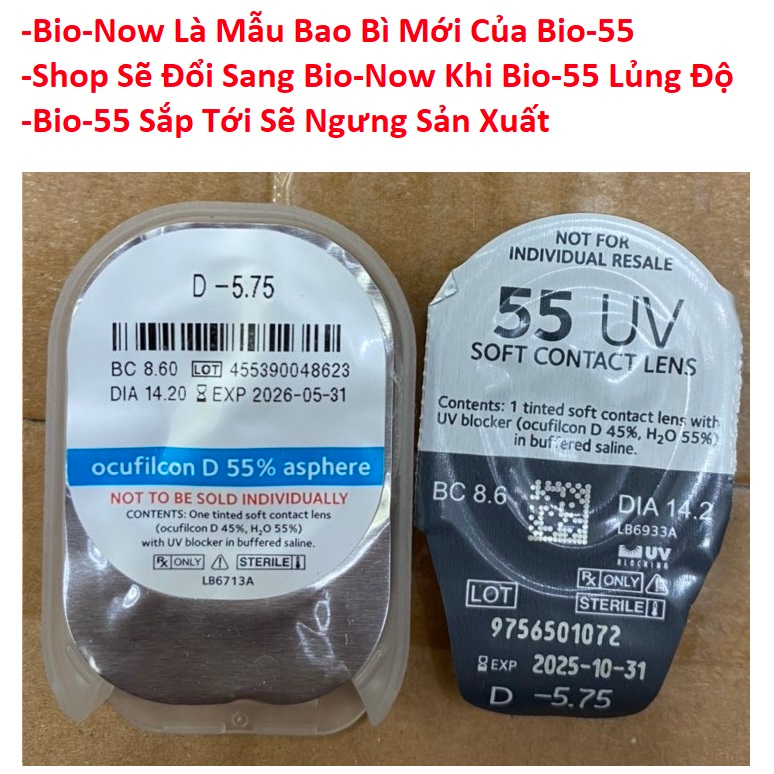 -Bio-Now Là Mẫu Bao Bì Mới Của Bio-55
-Shop Sẽ Đổi Sang Bio-Now Khi Bio-55 Lủng Độ
-Bio-55 Sắp Tới Sẽ Ngưng Sản Xuất
D -5.75
BC 8.60 LOT 455390048623
DIA 14.20 EXP 2026-05-31
ocufilcon D 55% asphere
NOT TO BE SOLD INDIVIDUALLY
CONTENTS: One tinted soft contact lens
(ocufilcon D 45%, H₂O 55%)
with UV blocker in buffered saline.
Rx ONLY STERILE
LB6713A
NOT FOR
INDIVIDUAL RESALE
55 UV
SOFT CONTACT LENS
Contents: 1 tinted soft contact lens with
UV blocker (ocufilcon D 45%, H₂O 55%)
in buffered saline.
BC 8.6
DIA 14.2
LB6933A
UV
BLOCKING
Rx ONLY
LOT
STERILE
9756501072
EXP 2025-10-31
D -5.75